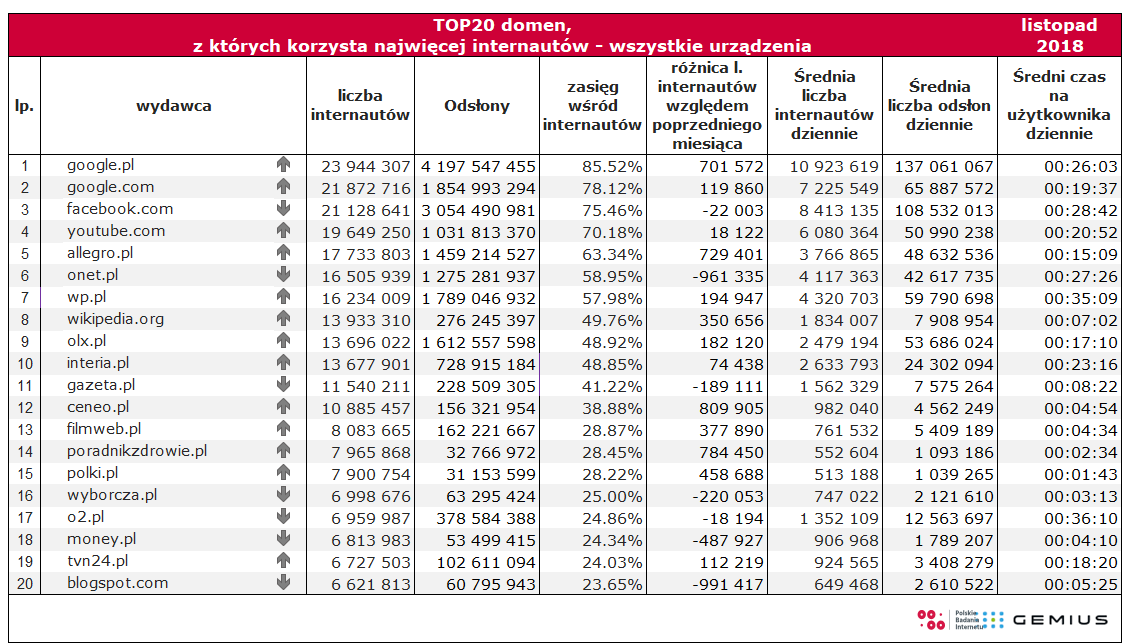 TOP20 domen,
z których korzysta najwięcej internautów - wszystkie urządzenia
listopad
2018
lp.
wydawca
liczba
internautów
Odsłony
zasięg
wśród
internautów
różnica l.
internautów
względem
poprzedniego
miesiąca
Średnia
liczba
internautów
dziennie
Średnia
liczba odsłon
dziennie
Średni czas
na
użytkownika
dziennie
1 google.pl 23 944 307 4 197 547 455 85.52% 701 572 10 923 619 137 061 067 00:26:03
2 google.com 21 872 716 1 854 993 294 78.12% 119 860 7 225 549 65 887 572 00:19:37
3 facebook.com 21 128 641 3 054 490 981 75.46% -22 003 8 413 135 108 532 013 00:28:42
4 youtube.com 19 649 250 1 031 813 370 70.18% 18 122 6 080 364 50 990 238 00:20:52
5 allegro.pl 17 733 803 1 459 214 527 63.34% 729 401 3 766 865 48 632 536 00:15:09
6 onet.pl 16 505 939 1 275 281 937 58.95% -961 335 4 117 363 42 617 735 00:27:26
7 wp.pl 16 234 009 1 789 046 932 57.98% 194 947 4 320 703 59 790 698 00:35:09
8 wikipedia.org 13 933 310 276 245 397 49.76% 350 656 1 834 007 7 908 954 00:07:02
9 olx.pl 13 696 022 1 612 557 598 48.92% 182 120 2 479 194 53 686 024 00:17:10
10 interia.pl 13 677 901 728 915 184 48.85% 74 438 2 633 793 24 302 094 00:23:16
11 gazeta.pl 11 540 211 228 509 305 41.22% -189 111 1 562 329 7 575 264 00:08:22
12 ceneo.pl 10 885 457 156 321 954 38.88% 809 905 982 040 4 562 249 00:04:54
13 filmweb.pl 8 083 665 162 221 667 28.87% 377 890 761 532 5 409 189 00:04:34
14 poradnikzdrowie.pl 7 965 868 32 766 972 28.45% 784 450 552 604 1 093 186 00:02:34
15 polki.pl 7 900 754 31 153 599 28.22% 458 688 513 188 1 039 265 00:01:43
16 wyborcza.pl 6 998 676 63 295 424 25.00% -220 053 747 022 2 121 610 00:03:13
17 o2.pl 6 959 987 378 584 388 24.86% -18 194 1 352 109 12 563 697 00:36:10
18 money.pl 6 813 983 53 499 415 24.34% -487 927 906 968 1 789 207 00:04:10
19 tvn24.pl 6 727 503 102 611 094 24.03% 112 219 924 565 3 408 279 00:18:20
20 blogspot.com 6 621 813 60 795 943 23.65% -991 417 649 468 2 610 522 00:05:25
Polskie
Badania
Internetu
GEMIUS